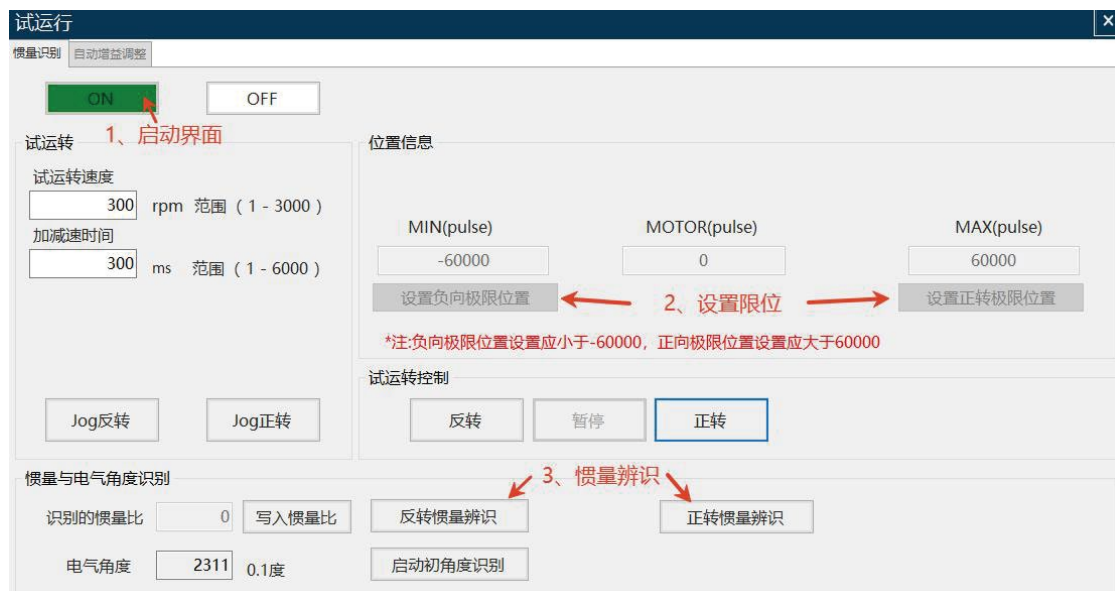 试运行
惯量识别 自动增益调整
ON OFF
1、启动界面
试运转
试运转速度
300 rpm 范围 ( 1 - 3000 )
加减速时间
300 ms 范围 ( 1 - 6000 )
Jog反转 Jog正转
位置信息
MIN(pulse) MOTOR(pulse) MAX(pulse)
-60000 0 60000
设置负向极限位置 2、设置限位 设置正转极限位置
*注:负向极限位置设置应小于-60000，正向极限位置设置应大于60000
试运转控制
反转 暂停 正转
惯量与电气角度识别
3、惯量辨识
识别的惯量比 0 写入惯量比 反转惯量辨识 正转惯量辨识
电气角度 2311 0.1度 启动初角度识别